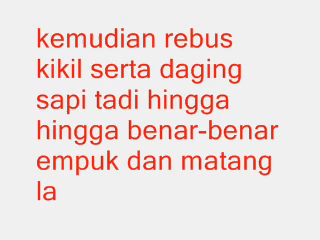 kemudian rebus
kikil serta daging
sapi tadi hingga
hingga benar-benar
empuk dan matang
la